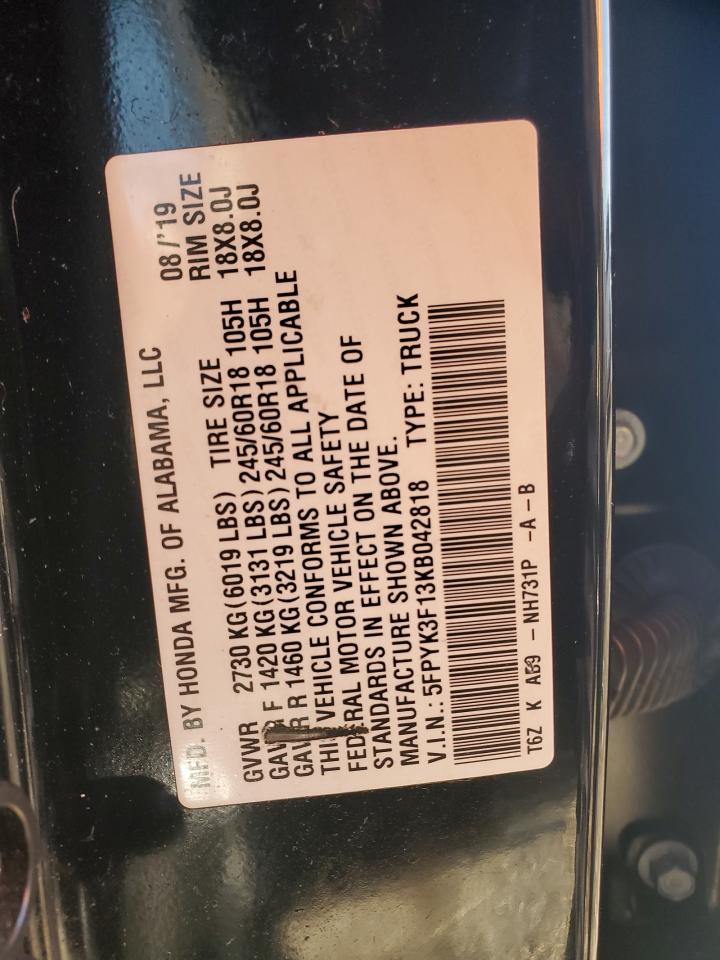 MFD. BY HONDA MFG. OF ALABAMA, LLC 08/'19
GVWR 2730 KG(6019 LBS) TIRE SIZE RIM SIZE
GAWR F 1420 KG(3131 LBS)245/60R18 105H 18X8.0J
GAWR R 1460 KG(3219 LBS)245/60R18 105H 18X8.0J
THIS VEHICLE CONFORMS TO ALL APPLICABLE
FEDERAL MOTOR VEHICLE SAFETY
STANDARDS IN EFFECT ON THE DATE OF
MANUFACTURE SHOWN ABOVE.
V.I.N.: 5FPYK3F13KB042818 TYPE: TRUCK
T6Z K -NH731P -A-B